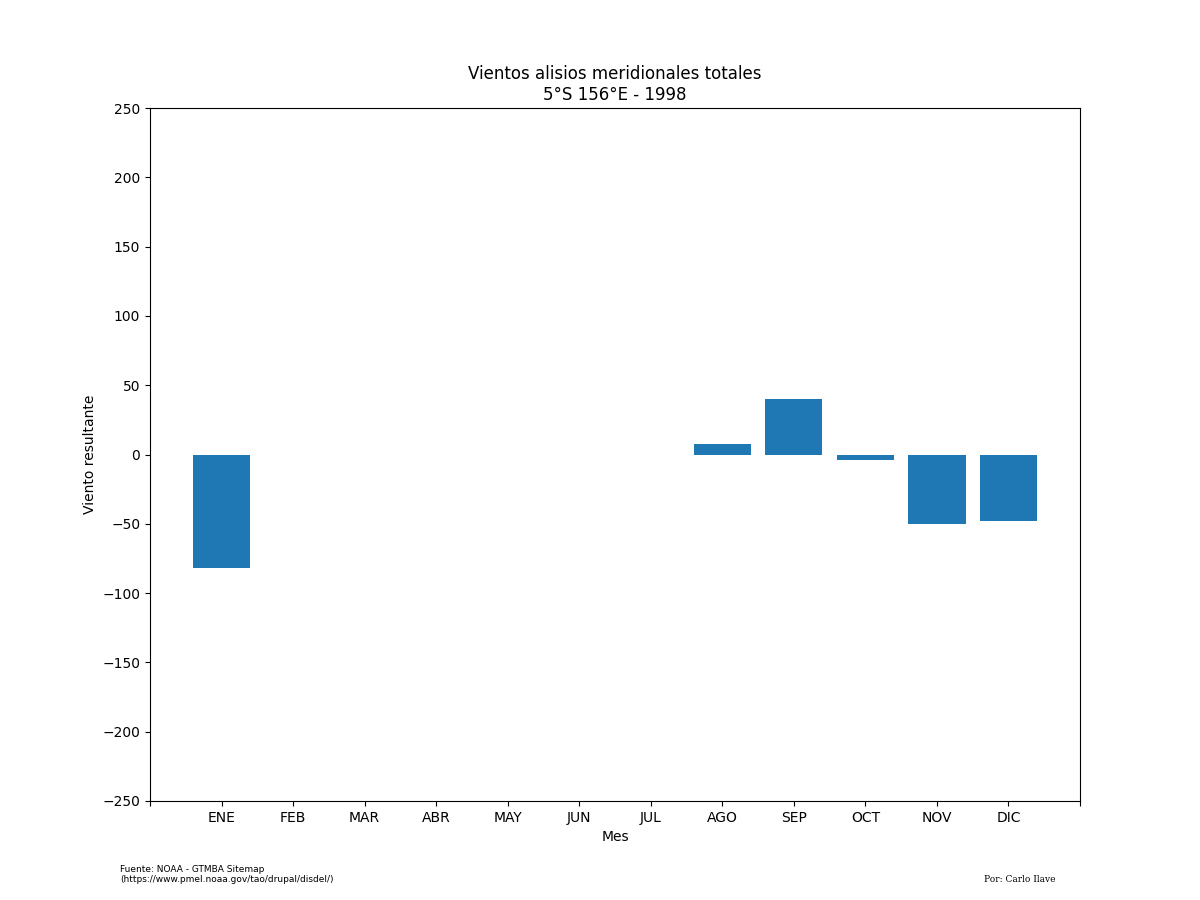 Vientos alisios meridionales totales
5°S 156°E - 1998
250
200
150
100
50
0
−50
−100
−150
−200
−250
Viento resultante
ENE FEB MAR ABR MAY JUN JUL AGO SEP OCT NOV DIC
Mes
Fuente: NOAA - GTMBA Sitemap
(https://www.pmel.noaa.gov/tao/drupal/disdel/)
Por: Carlo Ilave